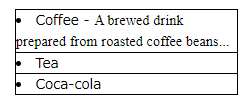 • Coffee - A brewed drink
prepared from roasted coffee beans...
• Tea
• Coca-cola